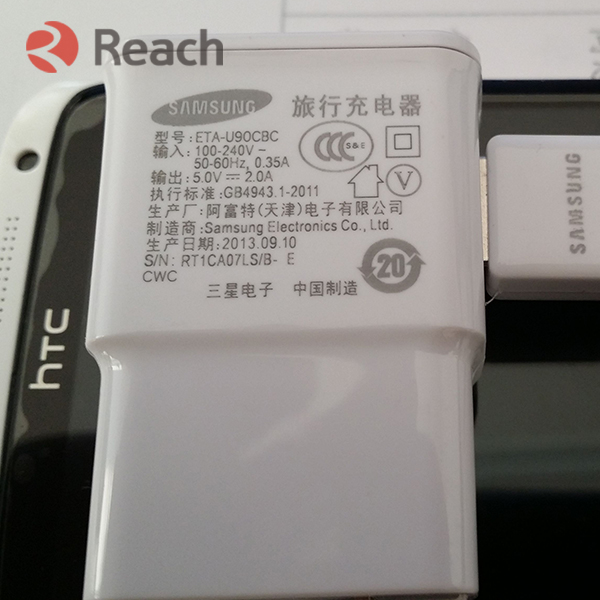 Reach
SAMSUNG
旅行充电器
型号:ETA-U90CBC
输入: 100-240V~
50-60Hz, 0.35A
输出: 5.0V⎓2.0A
执行标准:GB4943.1-2011
生产厂: 阿富特(天津)电子有限公司
制造商:Samsung Electronics Co., Ltd.
生产日期:2013.09.10
S/N: RT1CA07LS/B- E
CWC
三星电子 中国制造
CCC
S&E
V
20
SAMSUNG
hTC